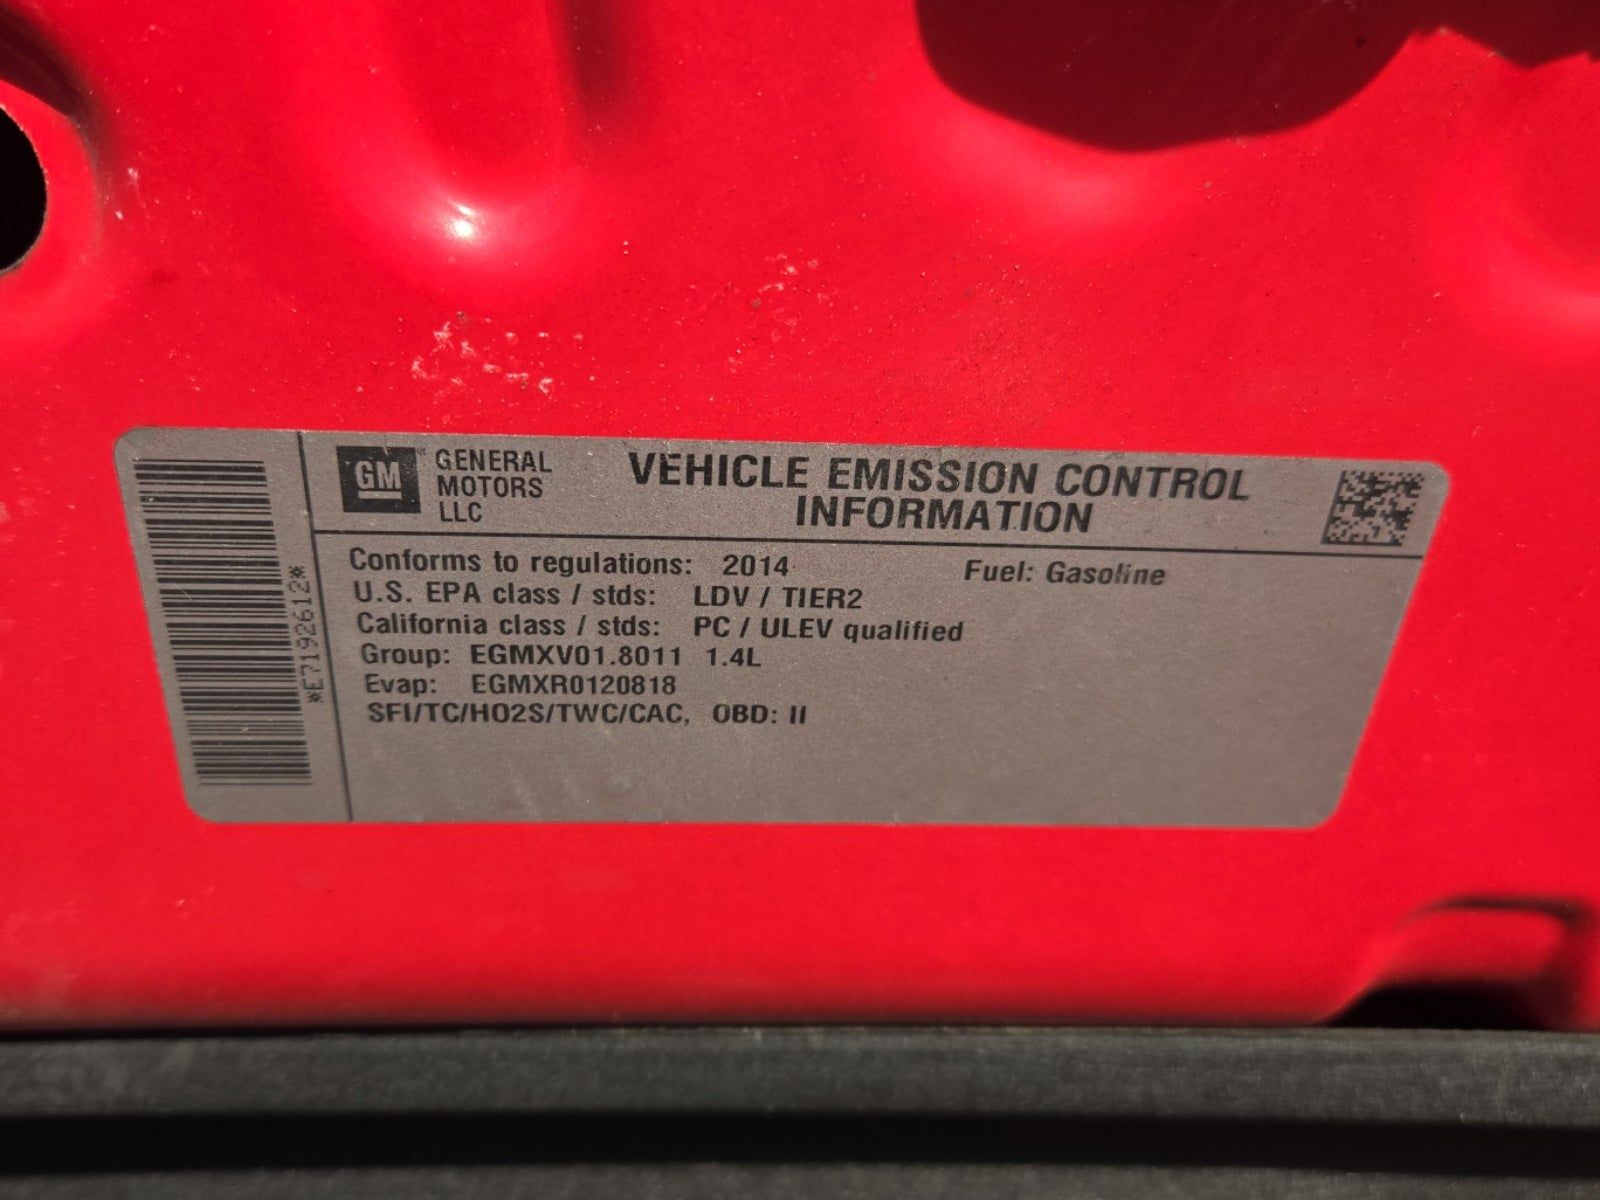 GM
GENERAL
MOTORS
LLC
VEHICLE EMISSION CONTROL
INFORMATION
Conforms to regulations: 2014 Fuel: Gasoline
U.S. EPA class / stds: LDV / TIER2
California class / stds: PC / ULEV qualified
Group: EGMXV01.8011 1.4L
Evap: EGMXR0120818
SFI/TC/HO2S/TWC/CAC, OBD: II
*E7192612*